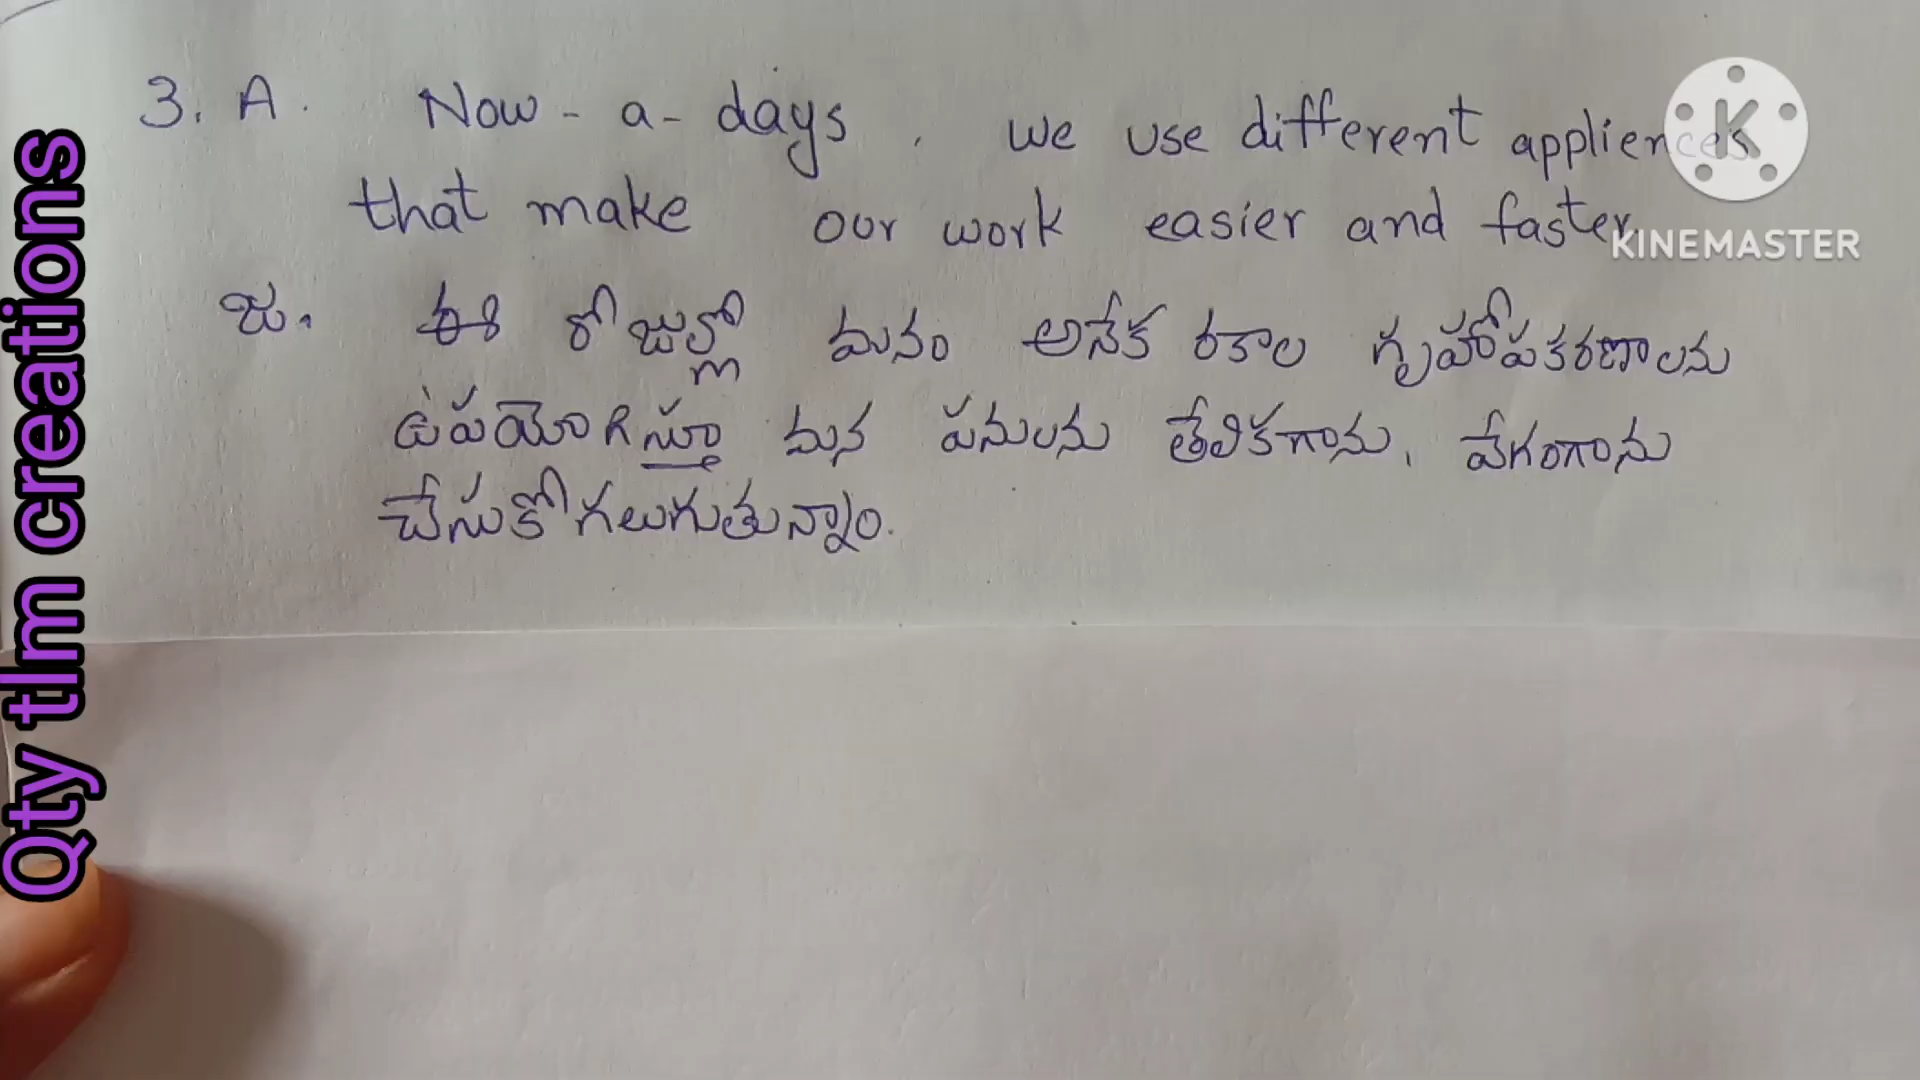 3. A. Now-a-days, we use different appliences
that make our work easier and faster.
జ. ఈ రోజుల్లో మనం అనేక రకాల గృహోపకరణాలను
ఉపయోగిస్తూ మన పనులను తేలికగాను, వేగంగాను
చేసుకోగలుగుతున్నాం.
K
KINEMASTER
Qty tlm creations